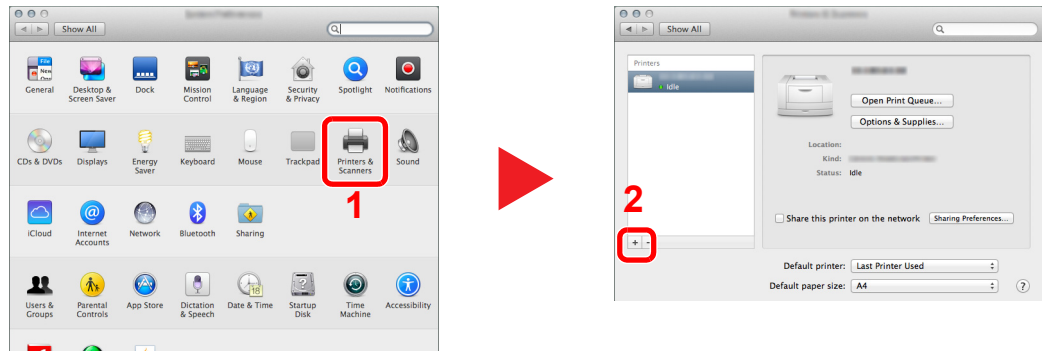 Show All
General
Desktop & Screen Saver
Dock
Mission Control
Language & Region
Security & Privacy
Spotlight
Notifications
CDs & DVDs
Displays
Energy Saver
Keyboard
Mouse
Trackpad
Printers & Scanners
Sound
1
iCloud
Internet Accounts
Network
Bluetooth
Sharing
Users & Groups
Parental Controls
App Store
Dictation & Speech
18
Date & Time
Startup Disk
Time Machine
Accessibility
Show All
Printers
Idle
Open Print Queue...
Options & Supplies...
Location:
Kind:
Status: Idle
2
Share this printer on the network
Sharing Preferences...
+ -
Default printer: Last Printer Used
Default paper size: A4
?